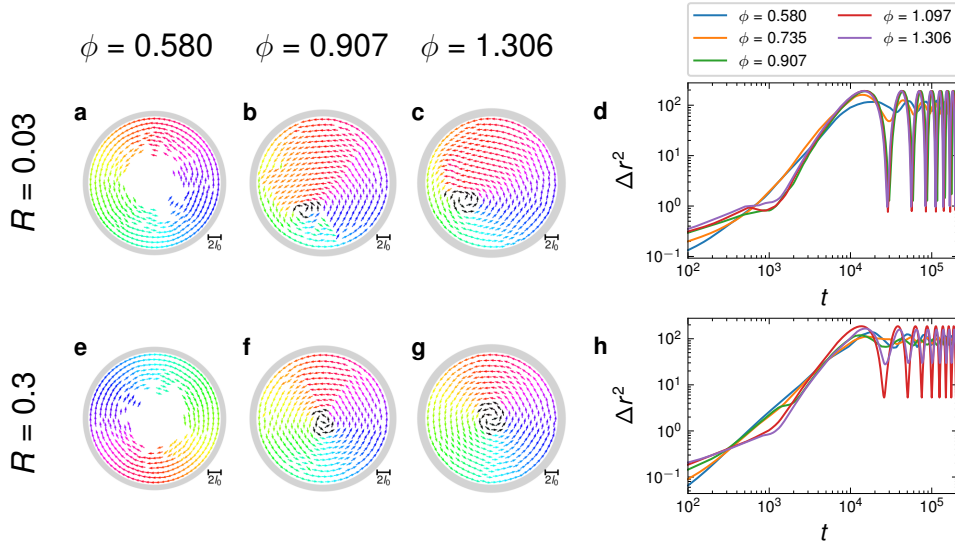 ϕ = 0.580 ϕ = 0.907 ϕ = 1.306
R = 0.03
a b c
2l₀ 2l₀ 2l₀
ϕ = 0.580 ϕ = 1.097
ϕ = 0.735 ϕ = 1.306
ϕ = 0.907
d
Δr²
10²
10¹
10⁰
10⁻¹
10² 10³ 10⁴ 10⁵
t
R = 0.3
e f g
2l₀ 2l₀ 2l₀
h
Δr²
10²
10¹
10⁰
10⁻¹
10² 10³ 10⁴ 10⁵
t